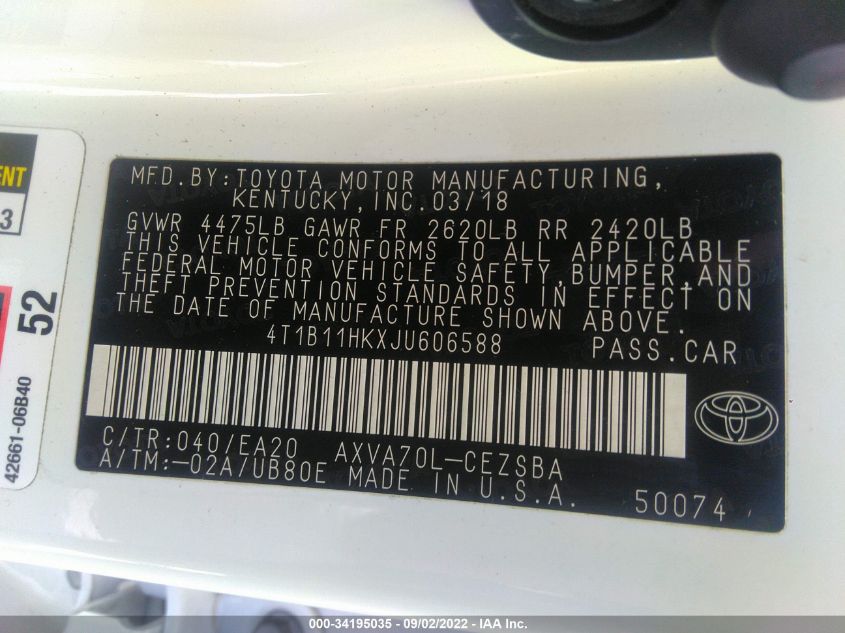 MFD.BY:TOYOTA MOTOR MANUFACTURING,
KENTUCKY,INC.03/18
GVWR 4475LB GAWR FR 2620LB RR 2420LB
THIS VEHICLE CONFORMS TO ALL APPLICABLE
FEDERAL MOTOR VEHICLE SAFETY,BUMPER,AND
THEFT PREVENTION STANDARDS IN EFFECT ON
THE DATE OF MANUFACTURE SHOWN ABOVE.
4T1B11HKXJU606588 PASS.CAR
C/TR:040/EA20 AXVA70L-CEZSBA
A/TM:-02A/UB80E MADE IN U.S.A.
50074
ENT
3
52
42661-06B40
000-34195035 - 09/02/2022 - IAA Inc.